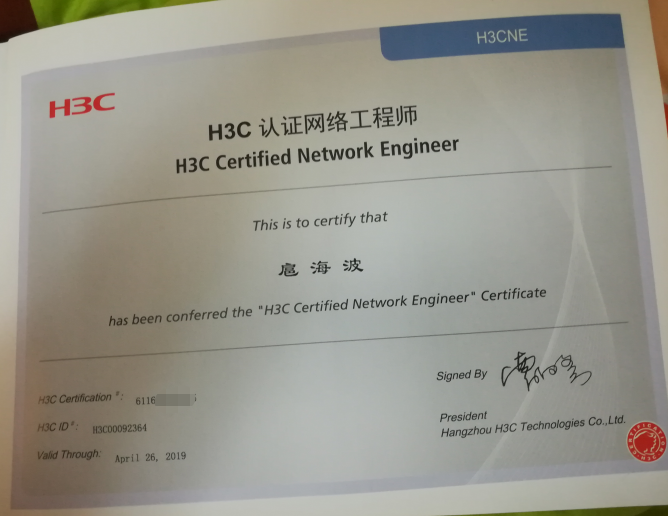 H3CNE
H3C
H3C 认证网络工程师
H3C Certified Network Engineer
This is to certify that
扈海波
has been conferred the "H3C Certified Network Engineer" Certificate
H3C Certification #: 6116
H3C ID #: H3C00092364
Valid Through: April 26, 2019
Signed By
President
Hangzhou H3C Technologies Co.,Ltd.